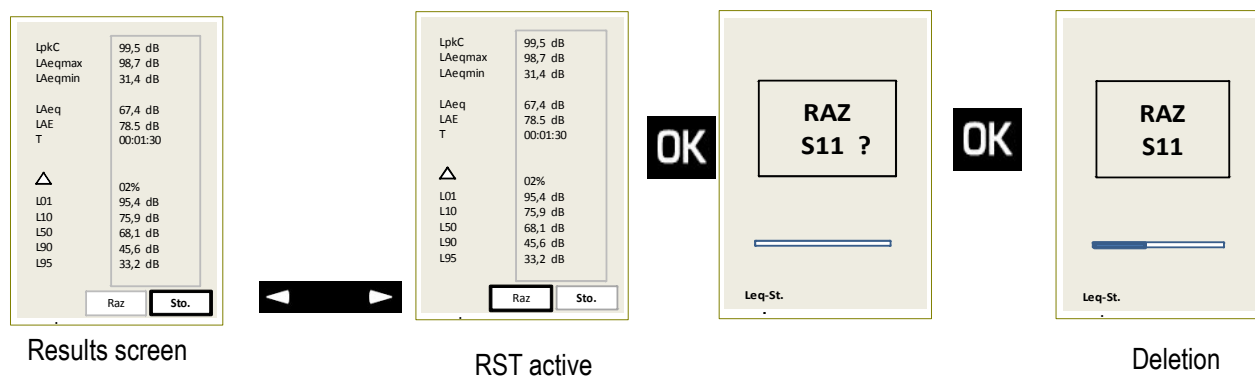 LpkC 99,5 dB
LAeqmax 98,7 dB
LAeqmin 31,4 dB
LAeq 67,4 dB
LAE 78.5 dB
T 00:01:30
△ 02%
L01 95,4 dB
L10 75,9 dB
L50 68,1 dB
L90 45,6 dB
L95 33,2 dB
Raz Sto.
Results screen
LpkC 99,5 dB
LAeqmax 98,7 dB
LAeqmin 31,4 dB
LAeq 67,4 dB
LAE 78.5 dB
T 00:01:30
△ 02%
L01 95,4 dB
L10 75,9 dB
L50 68,1 dB
L90 45,6 dB
L95 33,2 dB
Raz Sto.
RST active
OK
RAZ
S11 ?
Leq-St.
OK
RAZ
S11
Leq-St.
Deletion